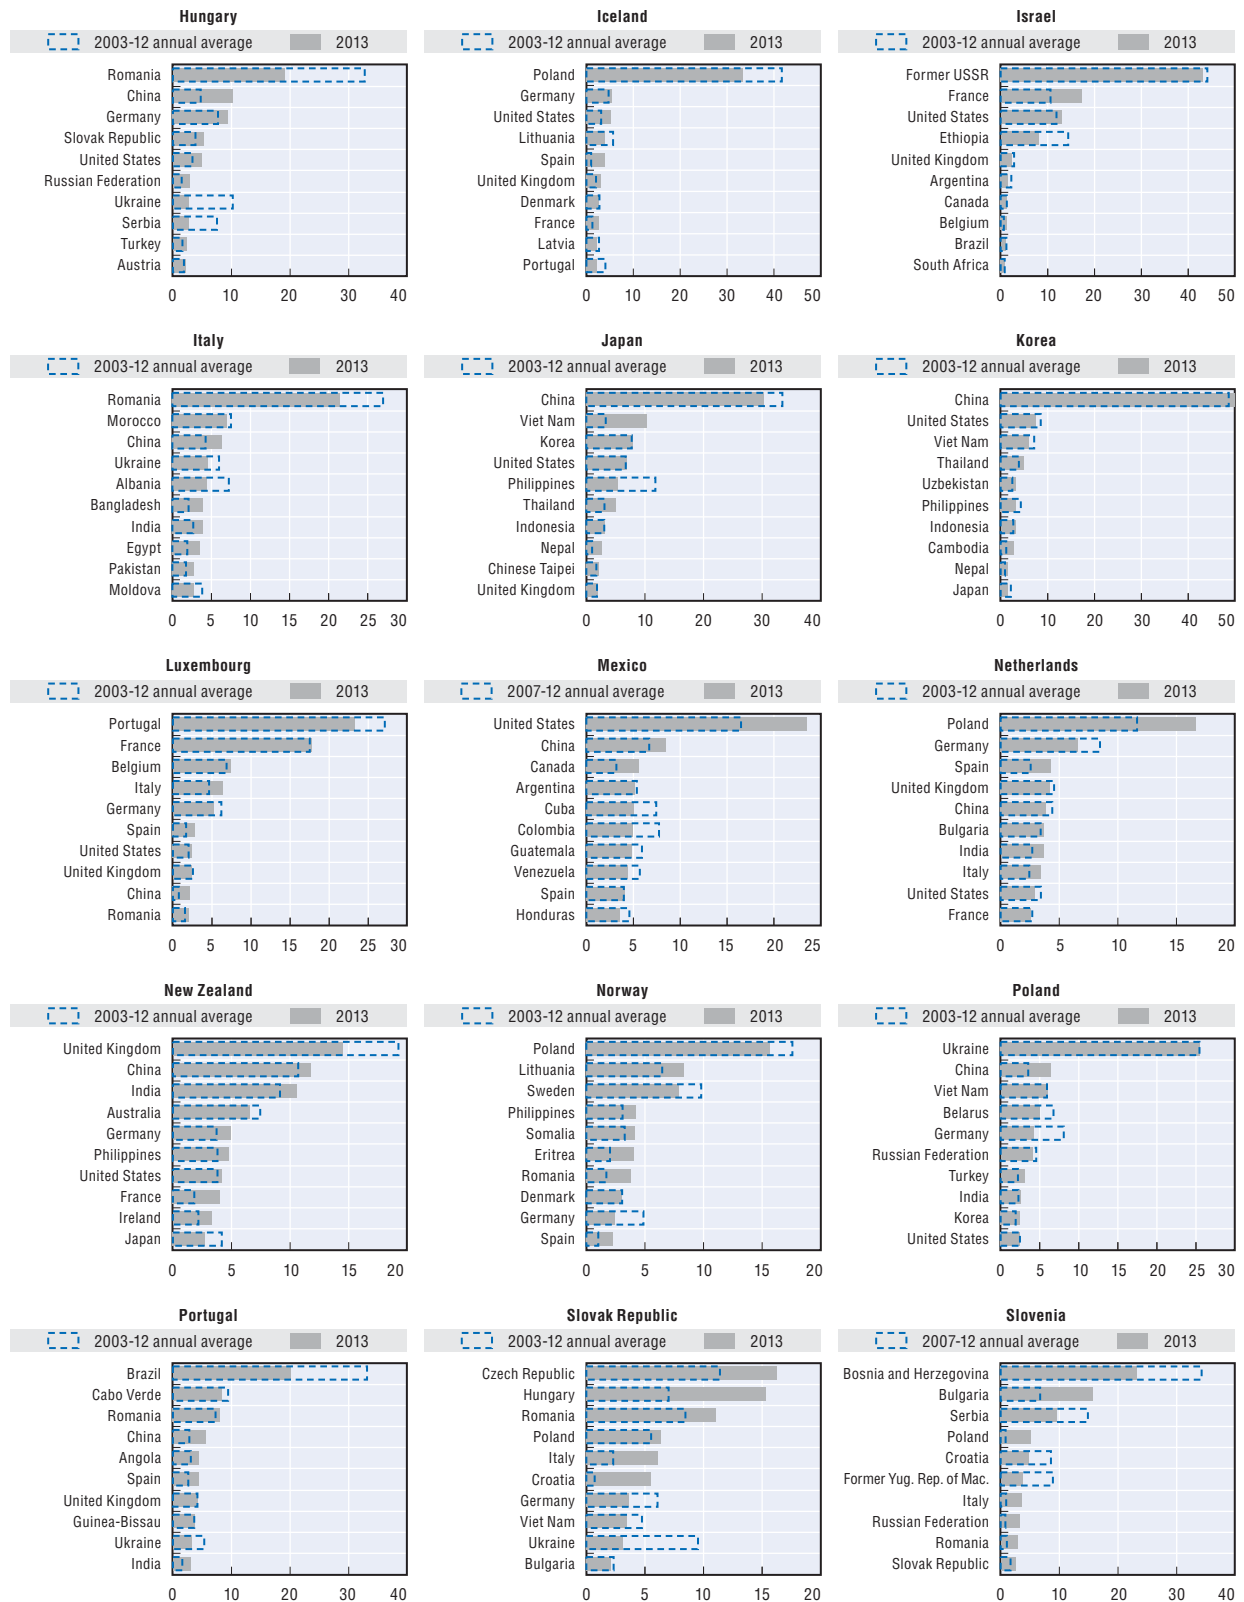 Hungary
2003-12 annual average 2013
Romania
China
Germany
Slovak Republic
United States
Russian Federation
Ukraine
Serbia
Turkey
Austria
0 10 20 30 40
Iceland
2003-12 annual average 2013
Poland
Germany
United States
Lithuania
Spain
United Kingdom
Denmark
France
Latvia
Portugal
0 10 20 30 40 50
Israel
2003-12 annual average 2013
Former USSR
France
United States
Ethiopia
United Kingdom
Argentina
Canada
Belgium
Brazil
South Africa
0 10 20 30 40 50
Italy
2003-12 annual average 2013
Romania
Morocco
China
Ukraine
Albania
Bangladesh
India
Egypt
Pakistan
Moldova
0 5 10 15 20 25 30
Japan
2003-12 annual average 2013
China
Viet Nam
Korea
United States
Philippines
Thailand
Indonesia
Nepal
Chinese Taipei
United Kingdom
0 10 20 30 40
Korea
2003-12 annual average 2013
China
United States
Viet Nam
Thailand
Uzbekistan
Philippines
Indonesia
Cambodia
Nepal
Japan
0 10 20 30 40 50
Luxembourg
2003-12 annual average 2013
Portugal
France
Belgium
Italy
Germany
Spain
United States
United Kingdom
China
Romania
0 5 10 15 20 25 30
Mexico
2007-12 annual average 2013
United States
China
Canada
Argentina
Cuba
Colombia
Guatemala
Venezuela
Spain
Honduras
0 5 10 15 20 25
Netherlands
2003-12 annual average 2013
Poland
Germany
Spain
United Kingdom
China
Bulgaria
India
Italy
United States
France
0 5 10 15 20
New Zealand
2003-12 annual average 2013
United Kingdom
China
India
Australia
Germany
Philippines
United States
France
Ireland
Japan
0 5 10 15 20
Norway
2003-12 annual average 2013
Poland
Lithuania
Sweden
Philippines
Somalia
Eritrea
Romania
Denmark
Germany
Spain
0 5 10 15 20
Poland
2003-12 annual average 2013
Ukraine
China
Viet Nam
Belarus
Germany
Russian Federation
Turkey
India
Korea
United States
0 5 10 15 20 25 30
Portugal
2003-12 annual average 2013
Brazil
Cabo Verde
Romania
China
Angola
Spain
United Kingdom
Guinea-Bissau
Ukraine
India
0 10 20 30 40
Slovak Republic
2003-12 annual average 2013
Czech Republic
Hungary
Romania
Poland
Italy
Croatia
Germany
Viet Nam
Ukraine
Bulgaria
0 5 10 15 20
Slovenia
2007-12 annual average 2013
Bosnia and Herzegovina
Bulgaria
Serbia
Poland
Croatia
Former Yug. Rep. of Mac.
Italy
Russian Federation
Romania
Slovak Republic
0 10 20 30 40